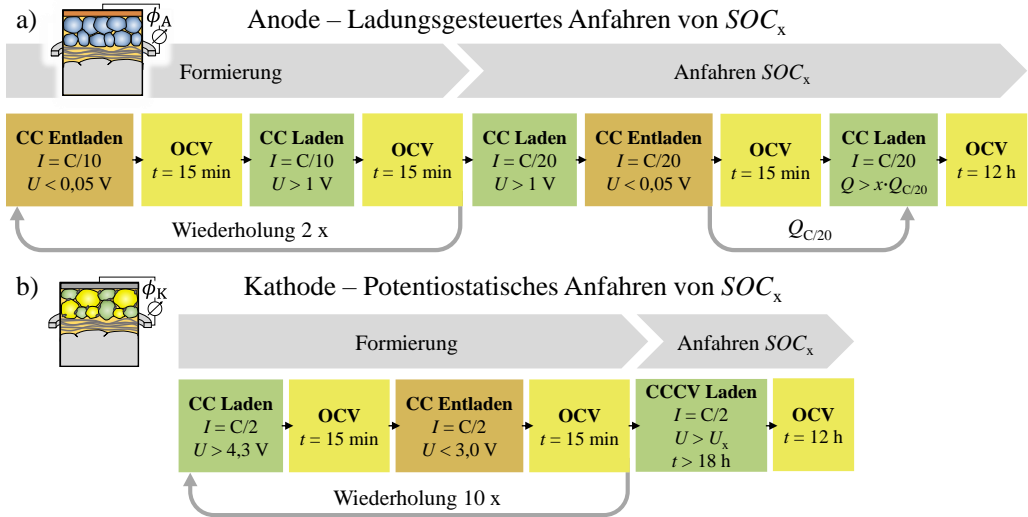 a)
ϕA
Anode – Ladungsgesteuertes Anfahren von SOCx
Formierung
Anfahren SOCx
CC Entladen
I = C/10
U < 0,05 V
OCV
t = 15 min
CC Laden
I = C/10
U > 1 V
OCV
t = 15 min
CC Laden
I = C/20
U > 1 V
CC Entladen
I = C/20
U < 0,05 V
OCV
t = 15 min
CC Laden
I = C/20
Q > x·QC/20
OCV
t = 12 h
Wiederholung 2 x
QC/20
b)
ϕK
Kathode – Potentiostatisches Anfahren von SOCx
Formierung
Anfahren SOCx
CC Laden
I = C/2
U > 4,3 V
OCV
t = 15 min
CC Entladen
I = C/2
U < 3,0 V
OCV
t = 15 min
CCCV Laden
I = C/2
U > Ux
t > 18 h
OCV
t = 12 h
Wiederholung 10 x